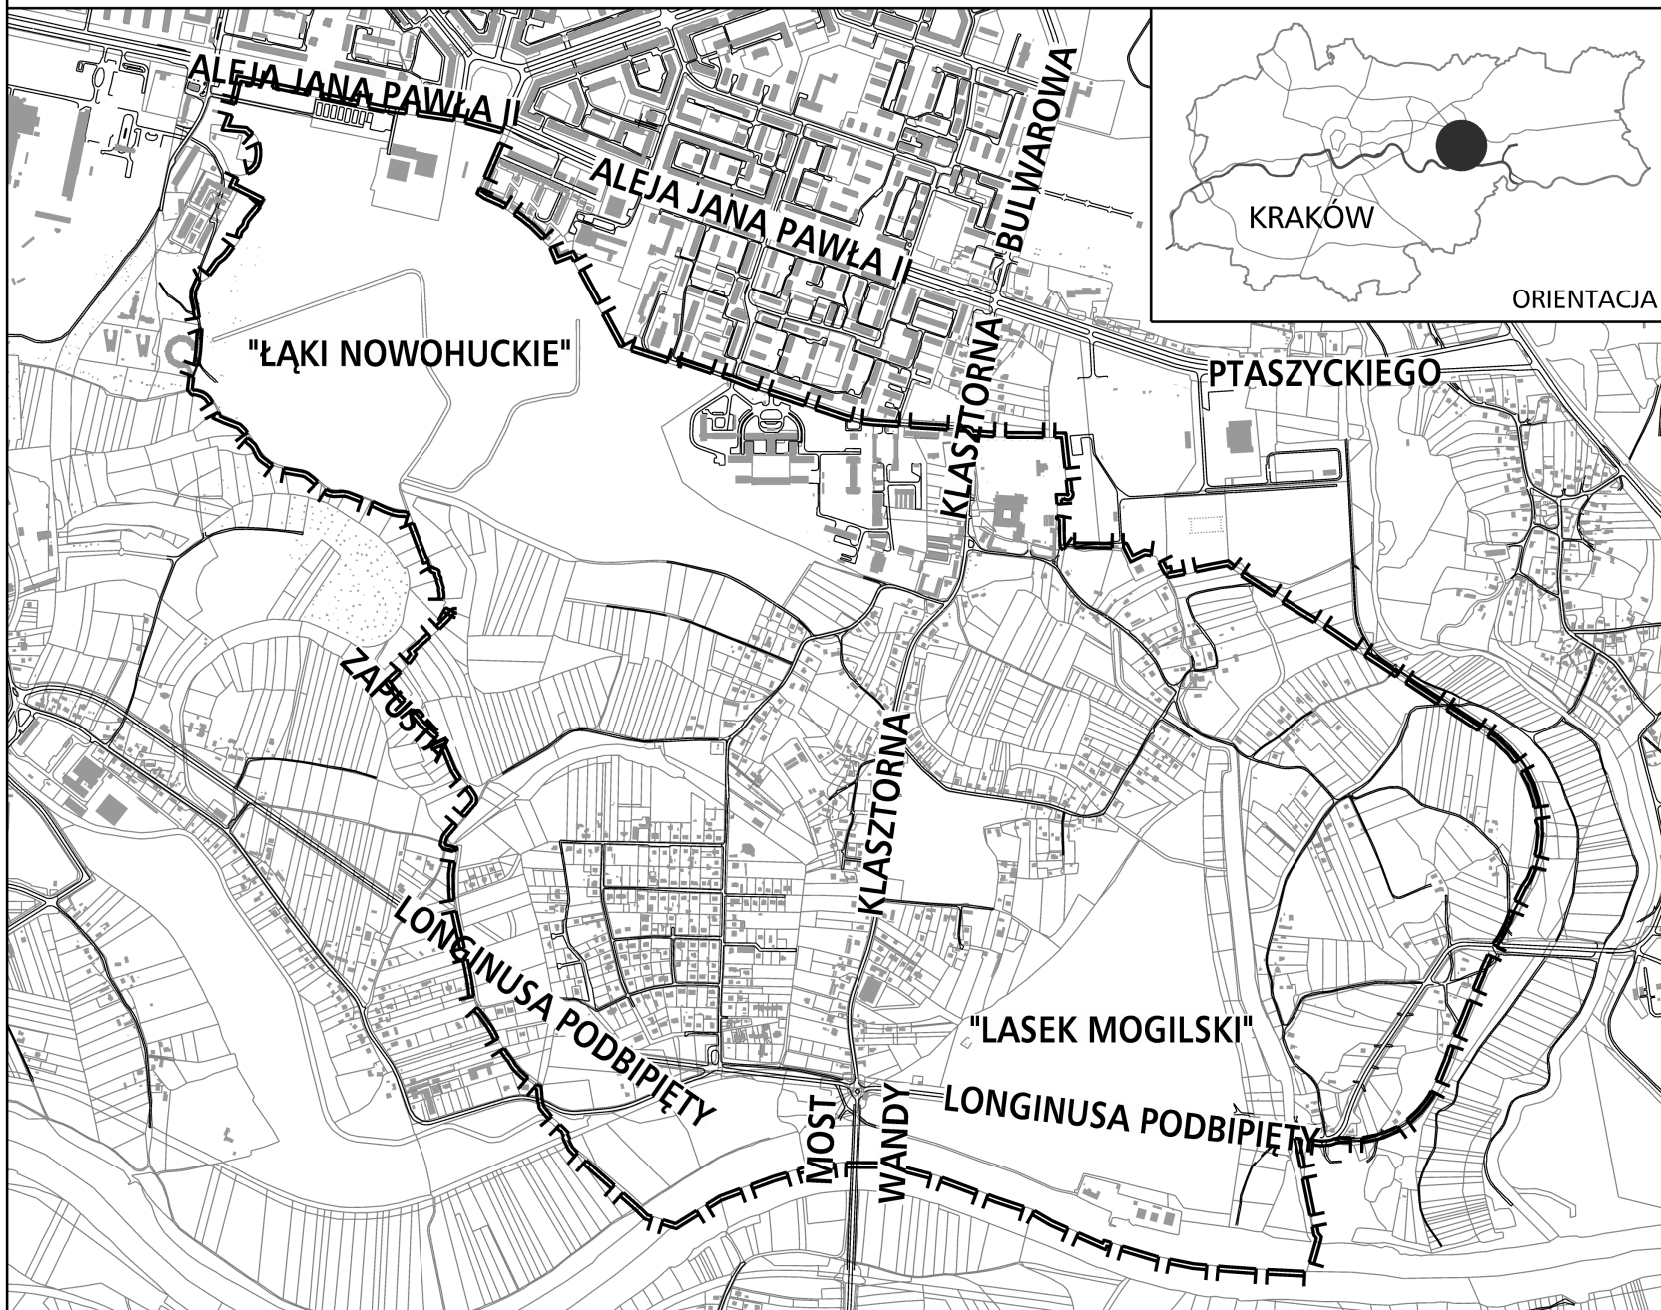 ALEJA JANA PAWŁA II
BULWAROWA
ALEJA JANA PAWŁA II
KRAKÓW
ORIENTACJA
"ŁĄKI NOWOHUCKIE"
KLASZTORNA
PTASZYCKIEGO
ZAPUSTA
KLASZTORNA
LONGINUSA PODBIPIĘTY
"LASEK MOGILSKI"
MOST
WANDY
LONGINUSA PODBIPIĘTY